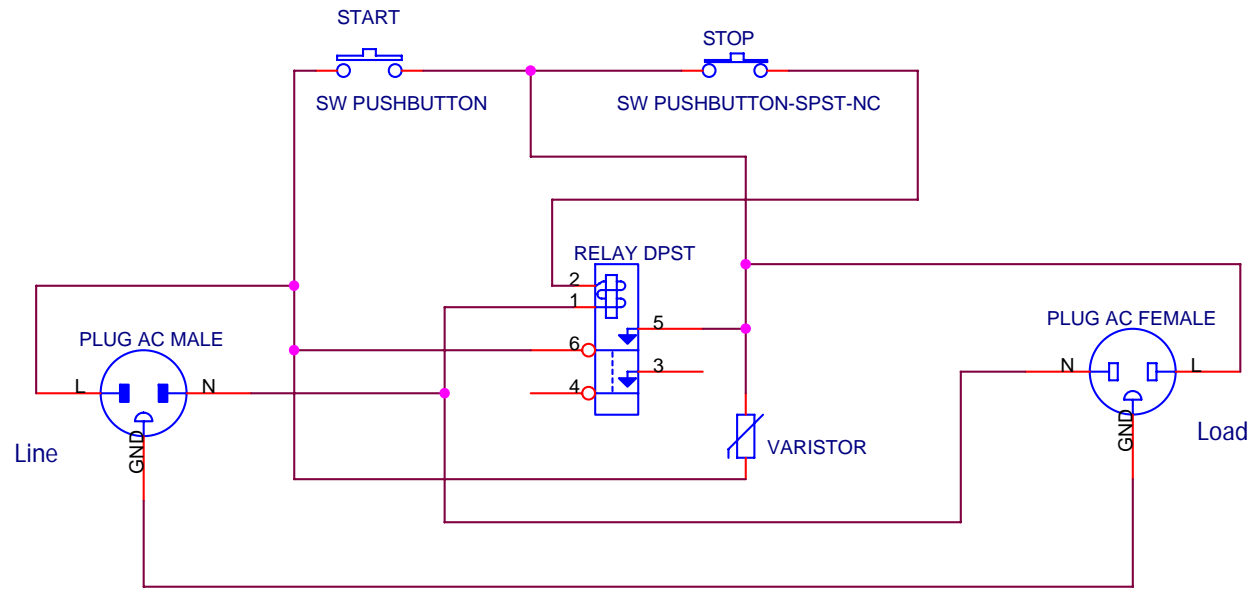 START
STOP
SW PUSHBUTTON
SW PUSHBUTTON-SPST-NC
RELAY DPST
2
1
5
PLUG AC MALE
PLUG AC FEMALE
6
3
L
N
4
N
L
GND
GND
Line
VARISTOR
Load